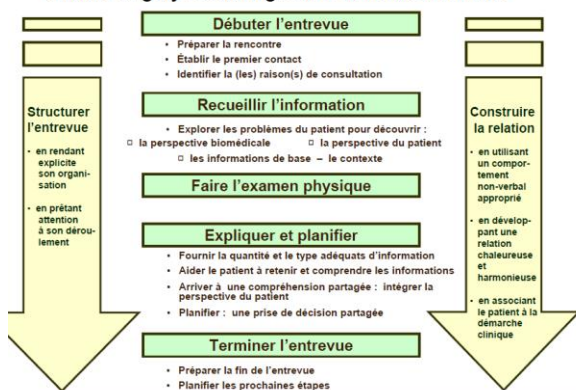 Débuter l'entrevue
• Préparer la rencontre
• Établir le premier contact
• Identifier la (les) raison(s) de consultation
Recueillir l'information
• Explorer les problèmes du patient pour découvrir :
□ la perspective biomédicale □ la perspective du patient
□ les informations de base – le contexte
Faire l'examen physique
Expliquer et planifier
• Fournir la quantité et le type adéquats d'information
• Aider le patient à retenir et comprendre les informations
• Arriver à une compréhension partagée : intégrer la
perspective du patient
• Planifier : une prise de décision partagée
Terminer l'entrevue
• Préparer la fin de l'entrevue
• Planifier les prochaines étapes
Structurer
l'entrevue
• en rendant
explicite
son organi-
sation
• en prêtant
attention
à son dérou-
lement
Construire
la relation
• en utilisant
un compor-
tement
non-verbal
approprié
• en dévelop-
pant une
relation
chaleureuse
et
harmonieuse
• en associant
le patient à la
démarche
clinique